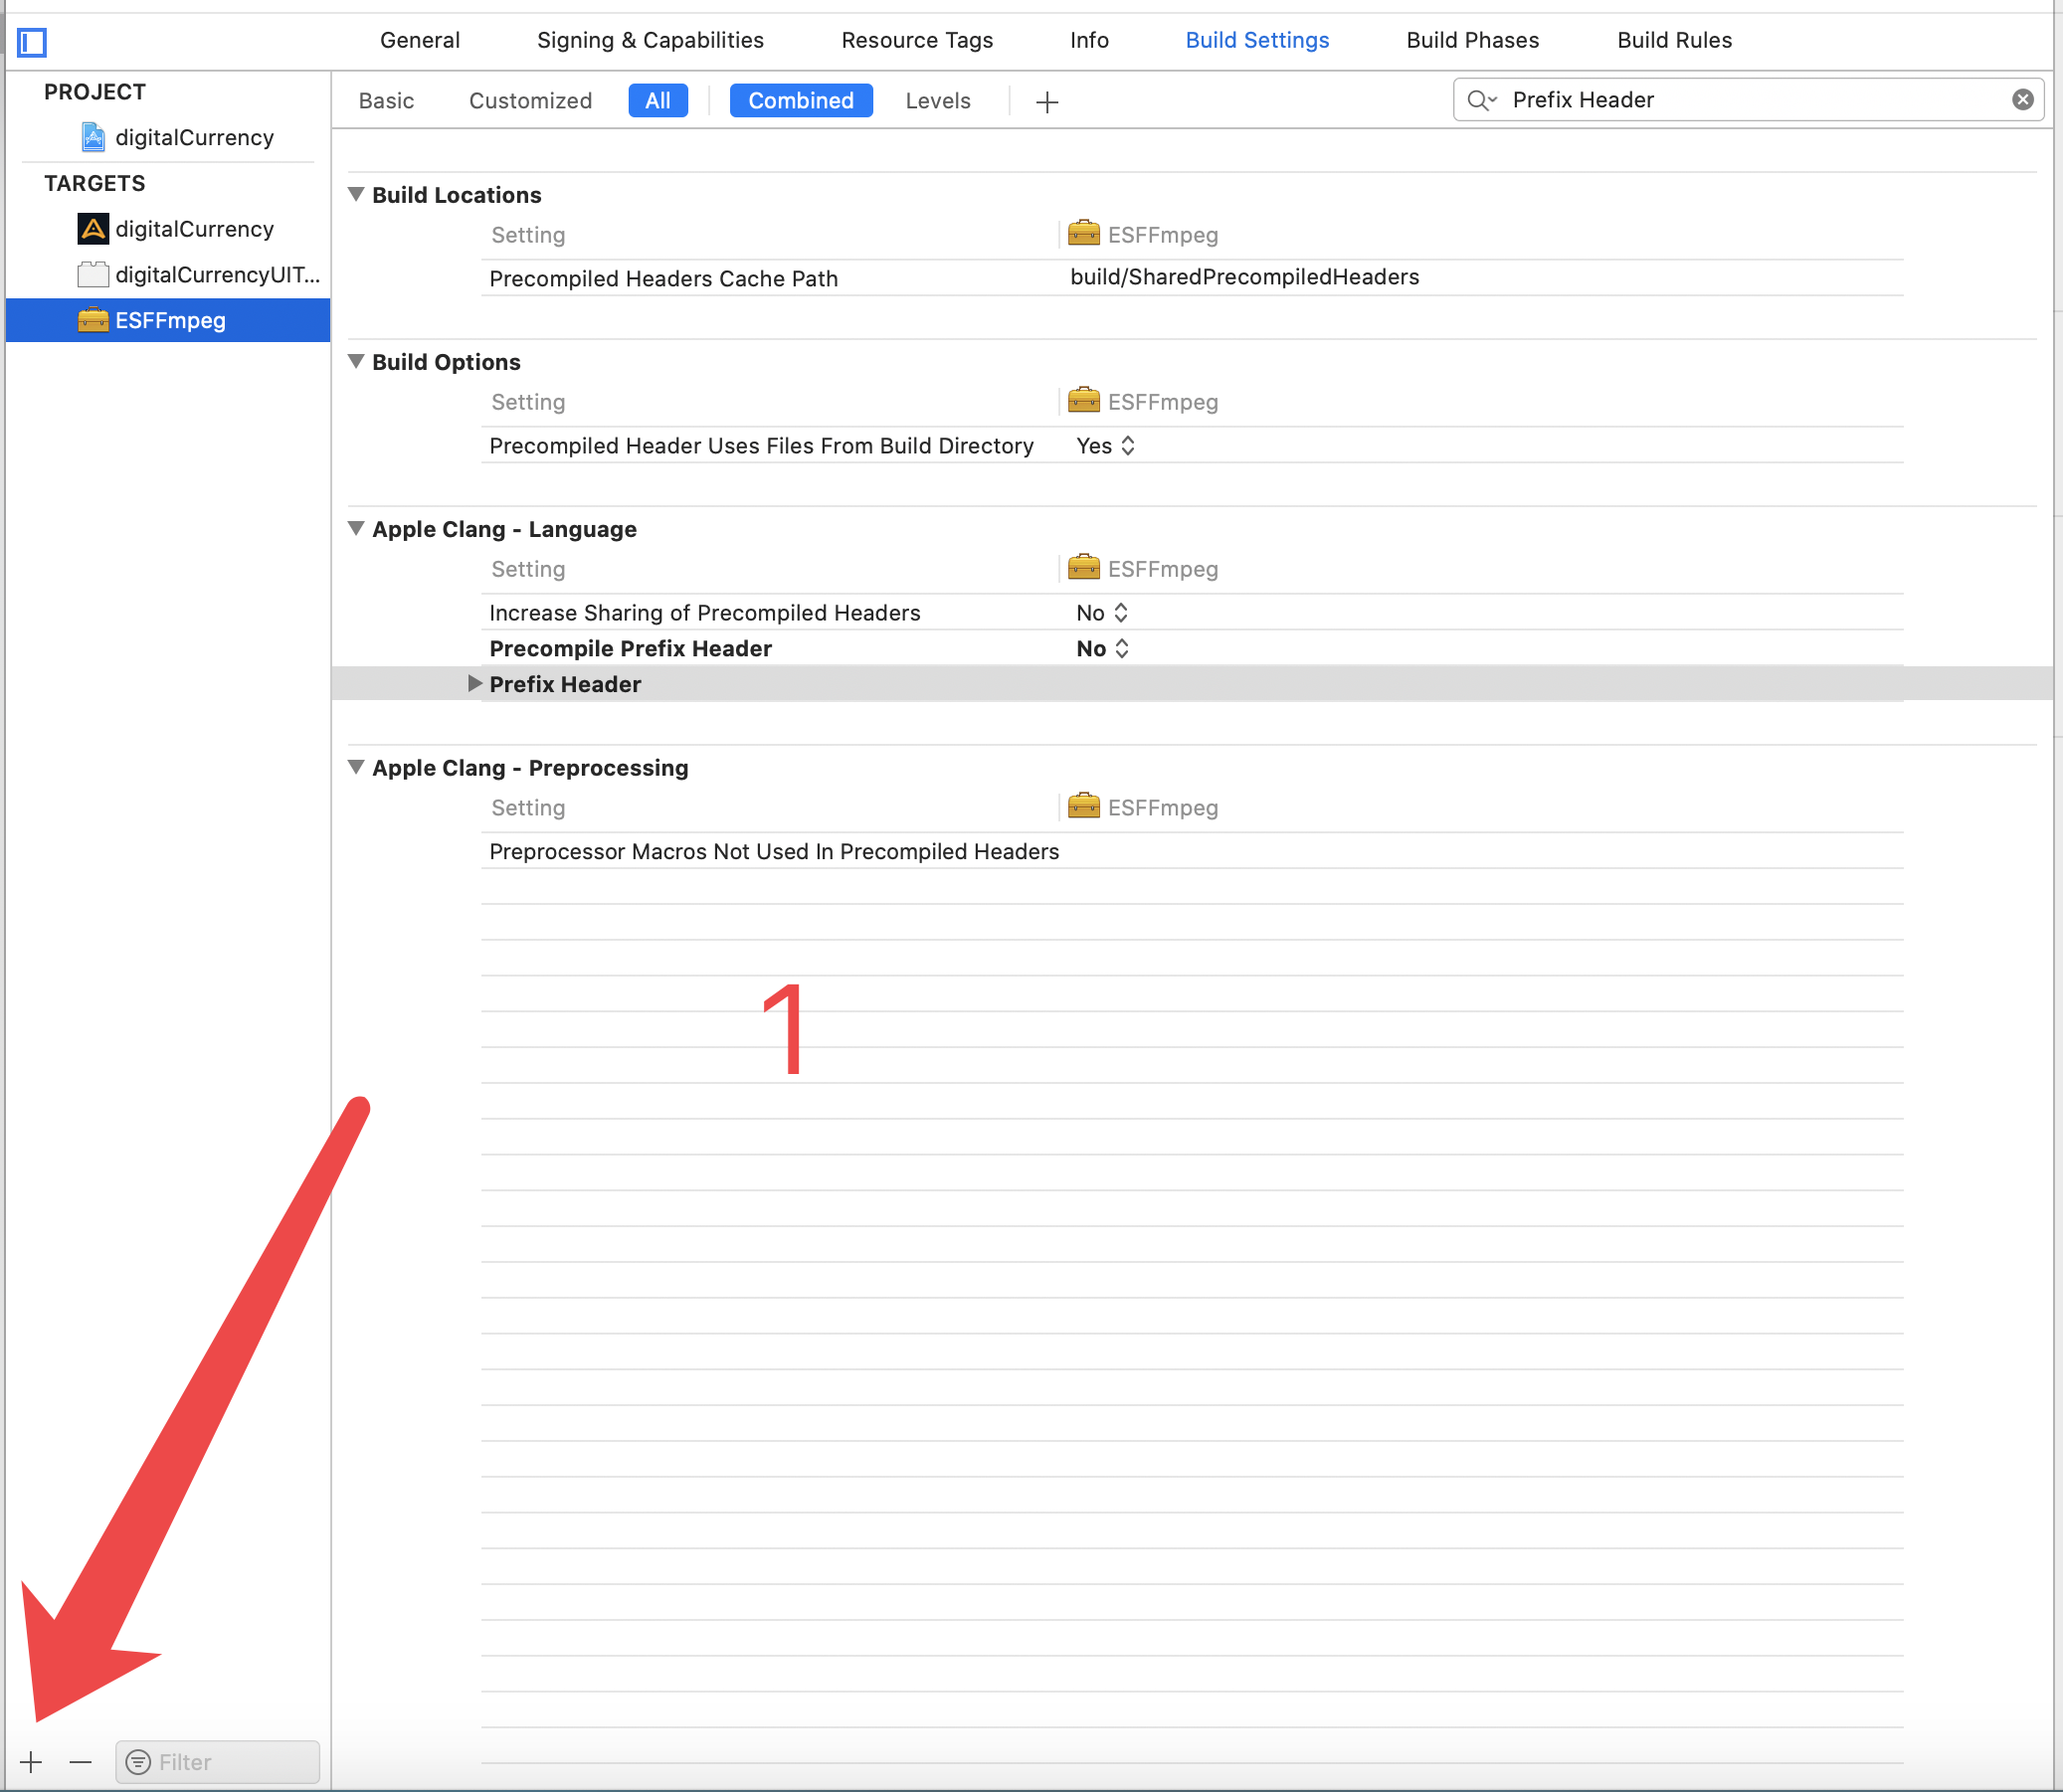 General Signing & Capabilities Resource Tags Info Build Settings Build Phases Build Rules
PROJECT
digitalCurrency
TARGETS
digitalCurrency
digitalCurrencyUIT...
ESFFmpeg
Basic Customized All Combined Levels + Prefix Header
Build Locations
Setting ESFFmpeg
Precompiled Headers Cache Path build/SharedPrecompiledHeaders
Build Options
Setting ESFFmpeg
Precompiled Header Uses Files From Build Directory Yes
Apple Clang - Language
Setting ESFFmpeg
Increase Sharing of Precompiled Headers No
Precompile Prefix Header No
Prefix Header
Apple Clang - Preprocessing
Setting ESFFmpeg
Preprocessor Macros Not Used In Precompiled Headers
1
+ — Filter